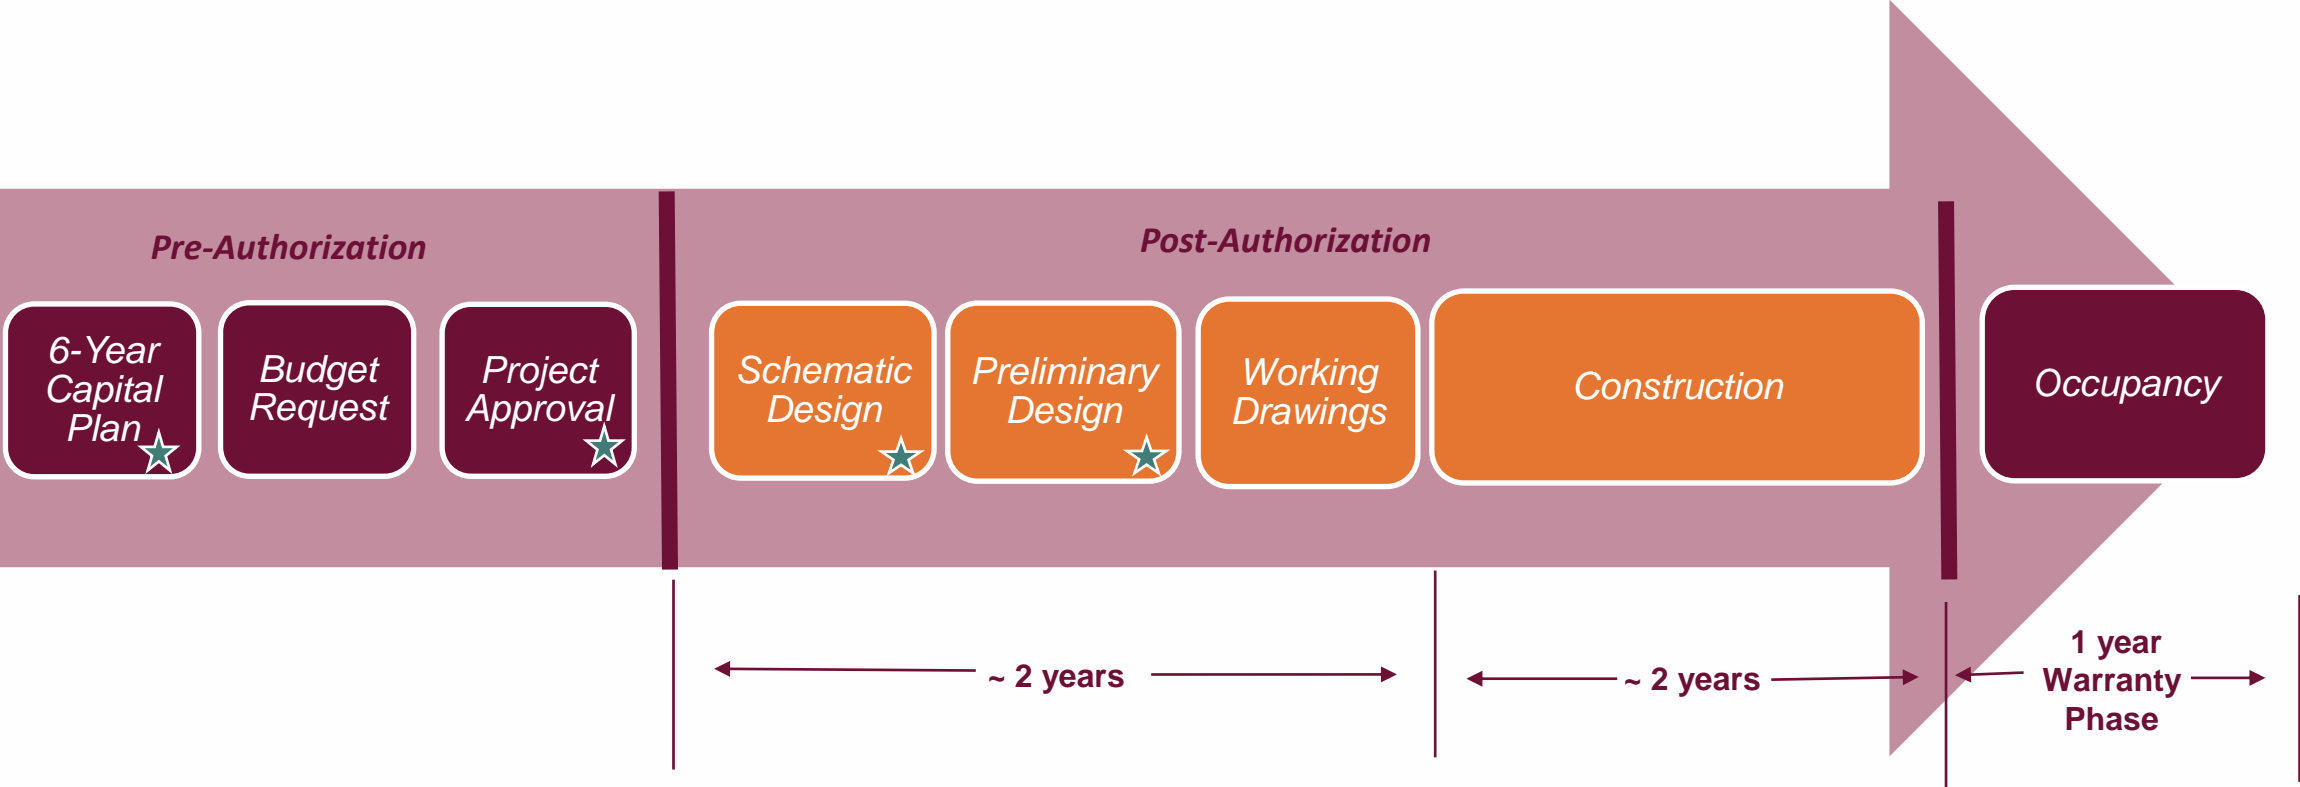 Pre-Authorization
Post-Authorization
6-Year
Capital
Plan
Budget
Request
Project
Approval
Schematic
Design
Preliminary
Design
Working
Drawings
Construction
Occupancy
~ 2 years
~ 2 years
1 year
Warranty
Phase